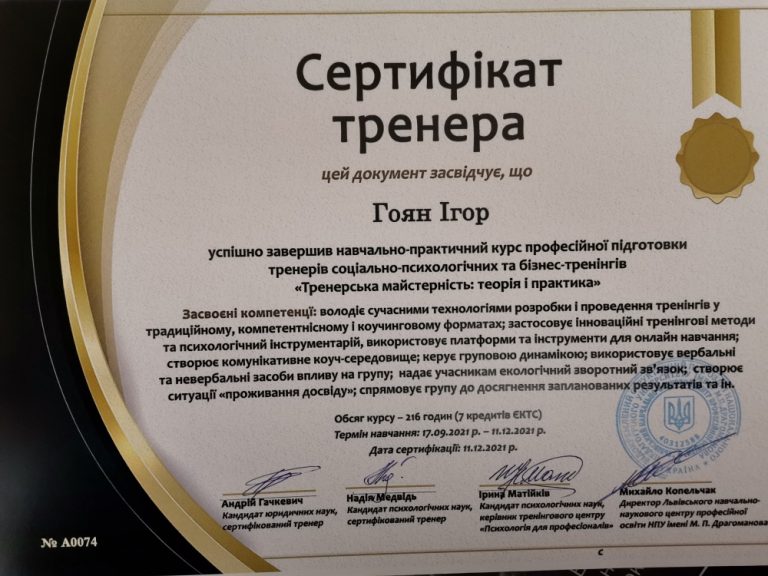 Сертифікат
тренера
цей документ засвідчує, що
Гоян Ігор
успішно завершив навчально-практичний курс професійної підготовки
тренерів соціально-психологічних та бізнес-тренінгів
«Тренерська майстерність: теорія і практика»
Засвоєні компетенції: володіє сучасними технологіями розробки і проведення тренінгів у
традиційному, компетентнісному і коучинговому форматах; застосовує інноваційні тренінгові методи
та психологічний інструментарій, використовує платформи та інструменти для онлайн навчання;
створює комунікативне коуч-середовище; керує груповою динамікою; використовує вербальні
та невербальні засоби впливу на групу; надає учасникам екологічний зворотний зв'язок; створює
ситуації «проживання досвіду»; спрямовує групу до досягнення запланованих результатів та ін.
Обсяг курсу – 216 годин (7 кредитів ЄКТС)
Термін навчання: 17.09.2021 р. – 11.12.2021 р.
Дата сертифікації: 11.12.2021 р.
40312588
УКРАЇНА
Андрій Гачкевич
Кандидат юридичних наук,
сертифікований тренер
Надія Медвідь
Кандидат психологічних наук,
сертифікований тренер
Ірина Матійків
Кандидат психологічних наук,
керівник тренінгового центру
«Психологія для професіоналів»
Михайло Копельчак
Директор Львівського навчально-
наукового центру професійної
освіти НПУ імені М. П. Драгоманова
№ А0074
с